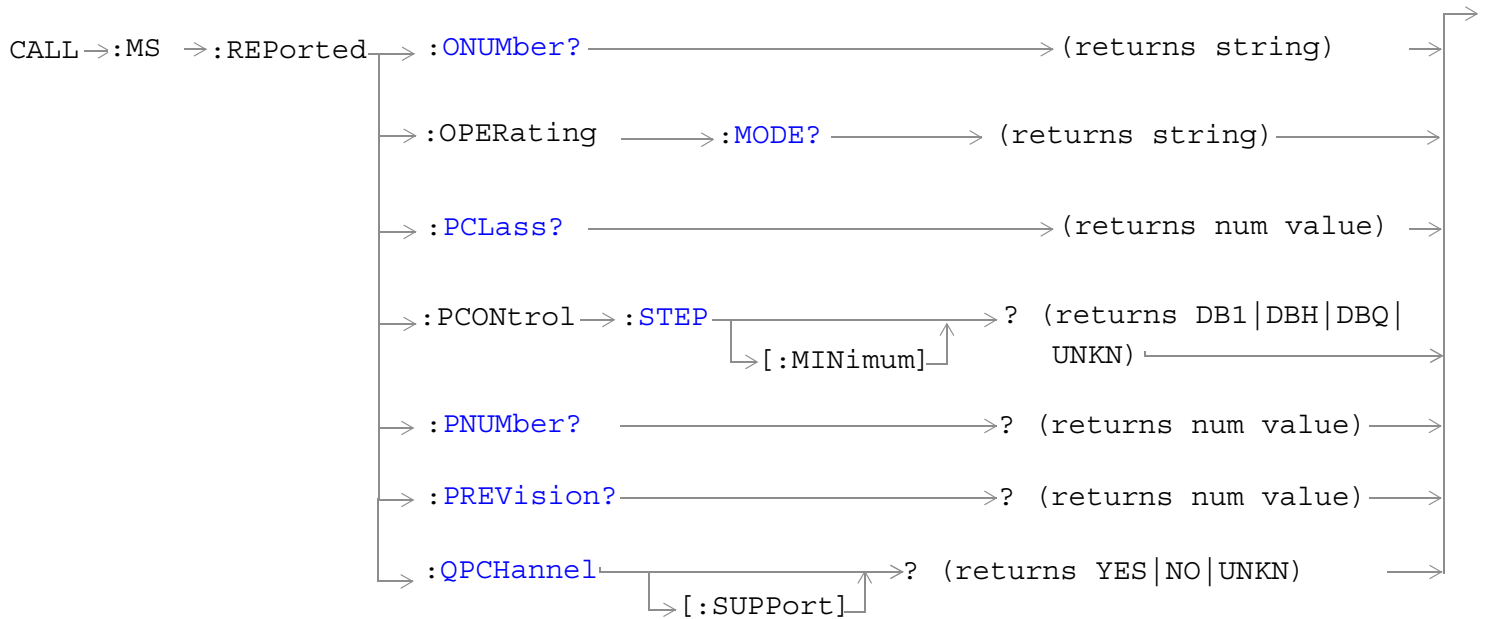 CALL :MS :REPorted :ONUMber? (returns string)
:OPERating :MODE? (returns string)
:PCLass? (returns num value)
:PCONtrol :STEP ? (returns DB1|DBH|DBQ|
[:MINimum] UNKN)
:PNUMber? ? (returns num value)
:PREVision? ? (returns num value)
:QPCHannel ? (returns YES|NO|UNKN)
[:SUPPort]